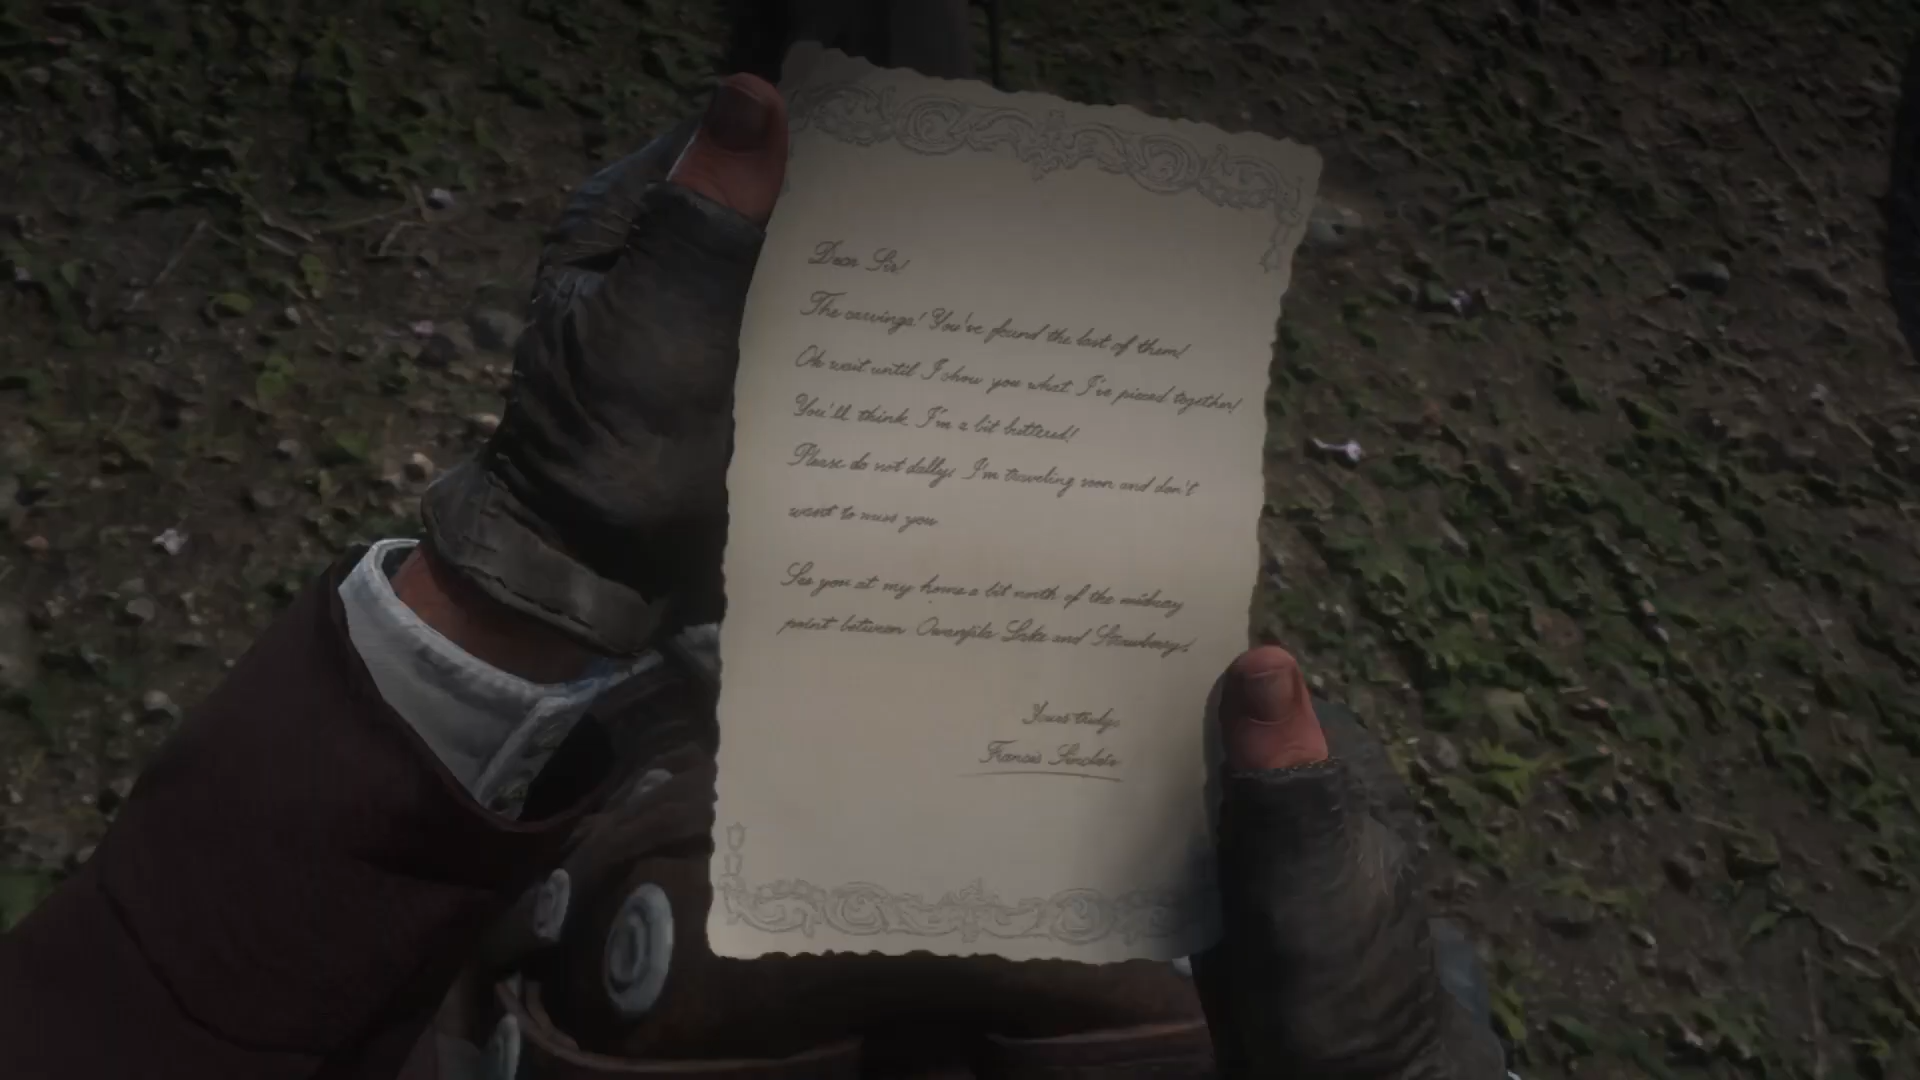 Dear Sir!
The carvings! You've found the last of them!
Oh wait until I show you what I've pieced together!
You'll think I'm a bit buttered!
Please do not dally, I'm traveling soon and don't
want to miss you
See you at my home a bit north of the midway
point between Owanjila Lake and Strawberry!
Yours truly,
Francis Sinclair